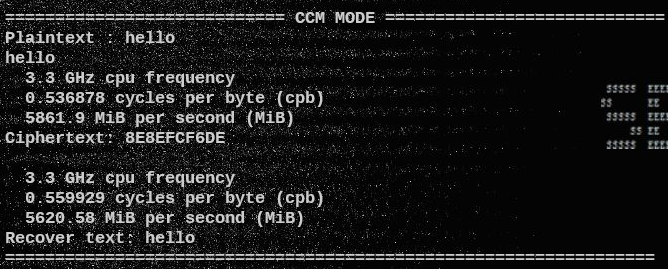 ============================ CCM MODE ============================
Plaintext : hello
hello
  3.3 GHz cpu frequency
  0.536878 cycles per byte (cpb)
  5861.9 MiB per second (MiB)
Ciphertext: 8E8EFCF6DE

  3.3 GHz cpu frequency
  0.559929 cycles per byte (cpb)
  5620.58 MiB per second (MiB)
Recover text: hello
=================================================================